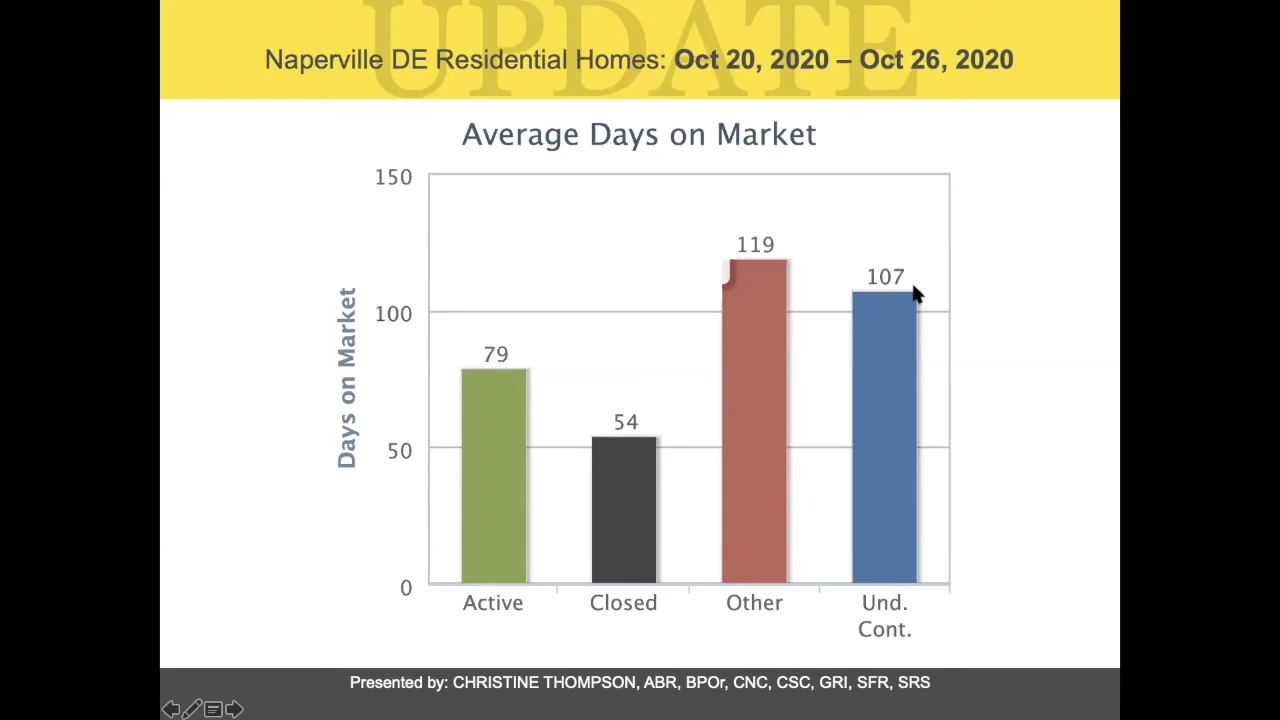 UPDATE
Naperville DE Residential Homes: Oct 20, 2020 – Oct 26, 2020
Average Days on Market
150
100
50
0
Days on Market
79
54
119
107
Active
Closed
Other
Und.
Cont.
Presented by: CHRISTINE THOMPSON, ABR, BPOr, CNC, CSC, GRI, SFR, SRS